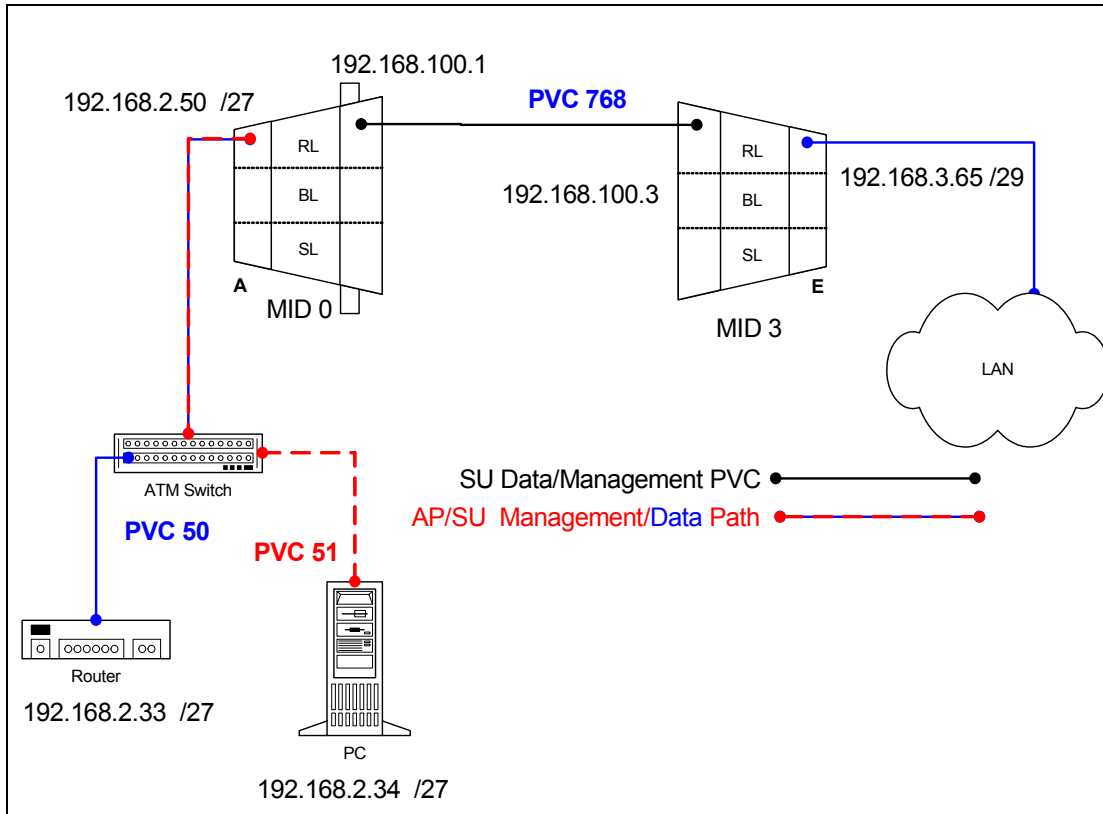 192.168.100.1
192.168.2.50 /27
PVC 768
RL
BL
SL
A
MID 0
192.168.100.3
RL
BL
SL
E
MID 3
192.168.3.65 /29
LAN
ATM Switch
PVC 50
PVC 51
SU Data/Management PVC
AP/SU Management/Data Path
Router
192.168.2.33 /27
PC
192.168.2.34 /27